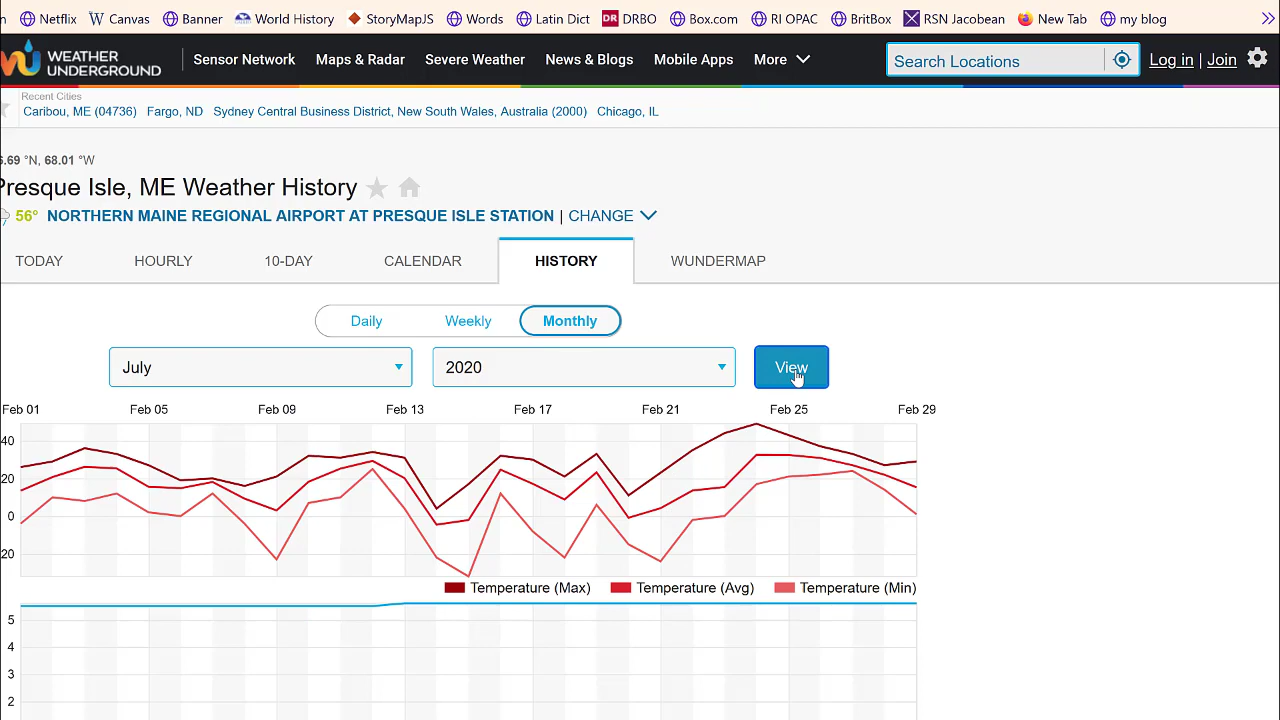 Netflix Canvas Banner World History StoryMapJS Words Latin Dict DRBO Box.com RI OPAC BritBox RSN Jacobean New Tab my blog
WEATHER UNDERGROUND
Sensor Network Maps & Radar Severe Weather News & Blogs Mobile Apps More Search Locations Log in | Join
Recent Cities
Caribou, ME (04736) Fargo, ND Sydney Central Business District, New South Wales, Australia (2000) Chicago, IL
6.69 °N, 68.01 °W
Presque Isle, ME Weather History
56° NORTHERN MAINE REGIONAL AIRPORT AT PRESQUE ISLE STATION | CHANGE
TODAY HOURLY 10-DAY CALENDAR HISTORY WUNDERMAP
Daily Weekly Monthly
July 2020 View
Feb 01 Feb 05 Feb 09 Feb 13 Feb 17 Feb 21 Feb 25 Feb 29
40
20
0
20
Temperature (Max) Temperature (Avg) Temperature (Min)
5
4
3
2